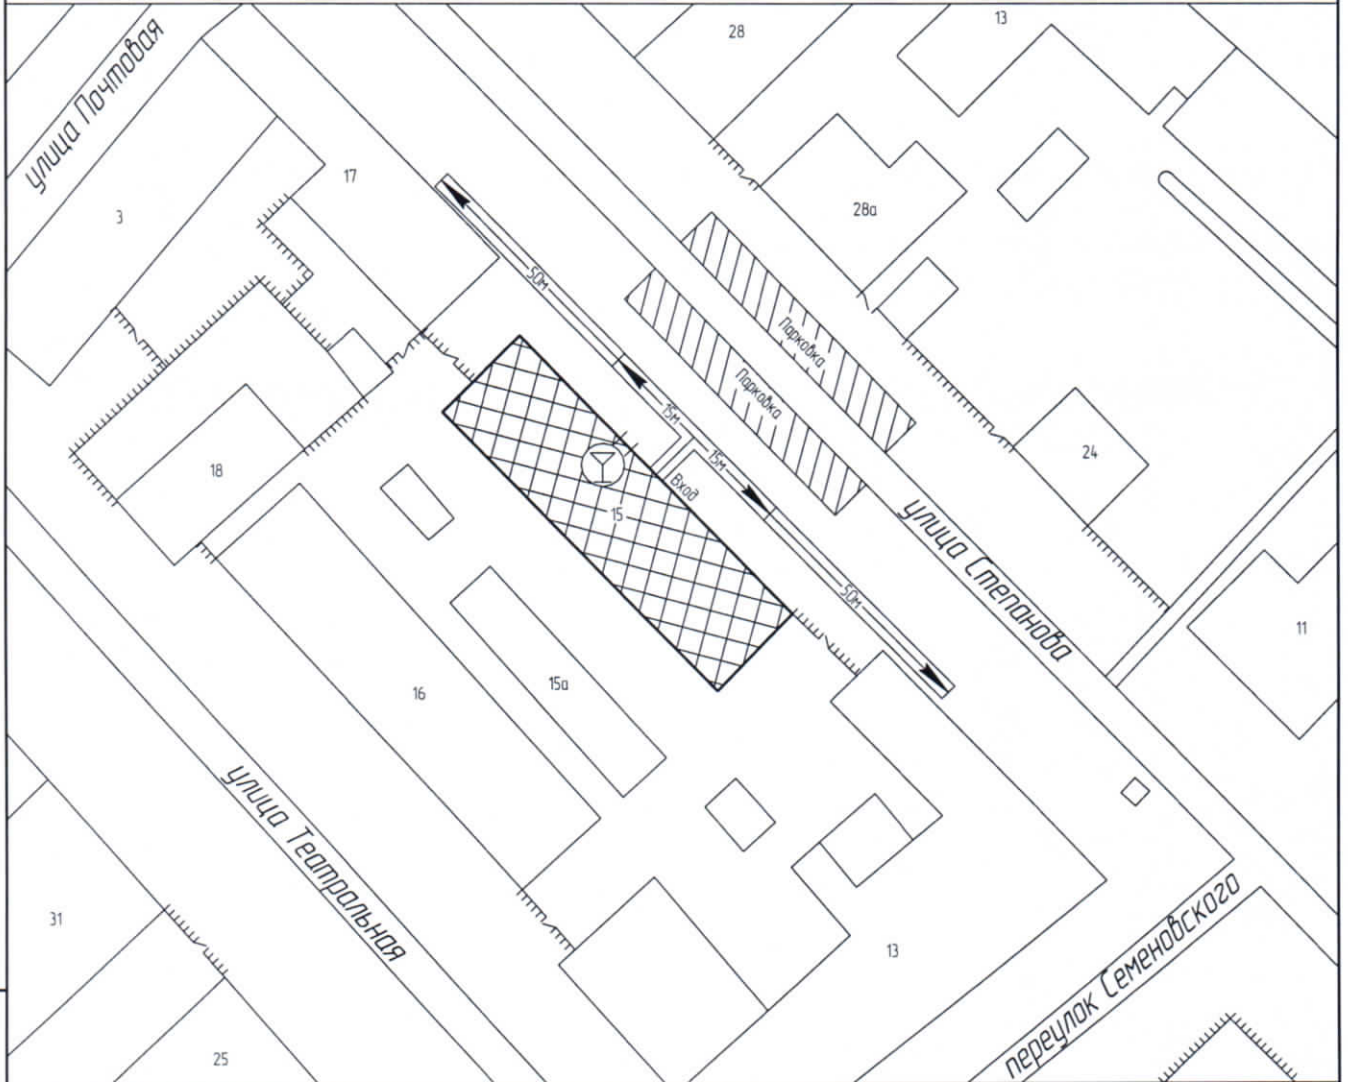 улица Почтовая
28
13
17
3
28а
50м
Парковка
Парковка
15м
15м
24
18
Вход
15
улица Степанова
50м
11
15а
16
улица Театральная
переулок Семеновского
31
13
25